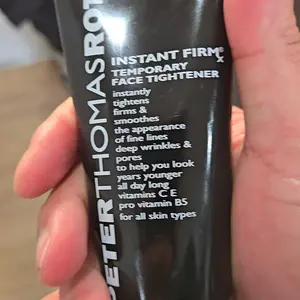 PETERTHOMASROT
INSTANT FIRMx®
TEMPORARY
FACE TIGHTENER
instantly
tightens
firms &
smoothes
the appearance
of fine lines
deep wrinkles &
pores
to help you look
years younger
all day long
vitamins C E
pro vitamin B5
for all skin types